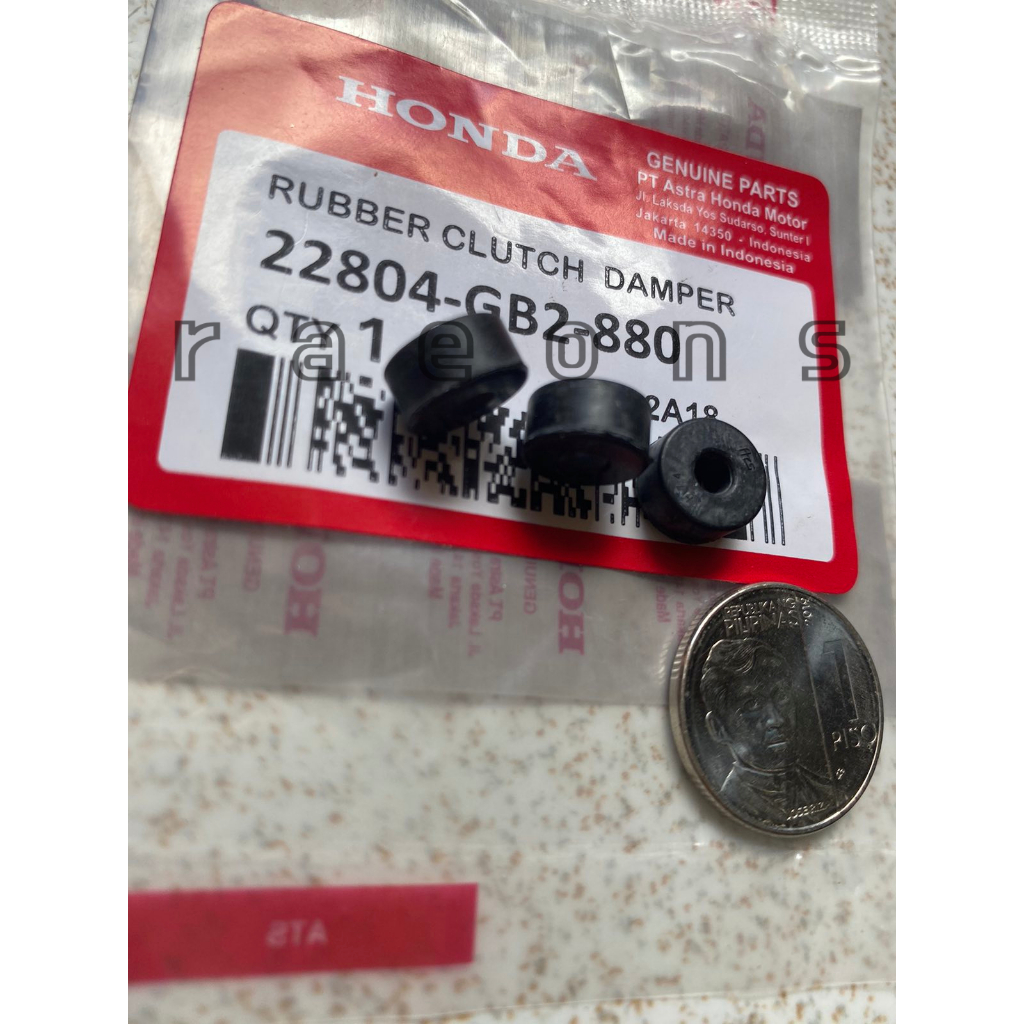 HONDA
GENUINE PARTS
PT Astra Honda Motor
Jl. Laksda Yos Sudarso, Sunter I
Jakarta 14350 - Indonesia
Made in Indonesia
RUBBER CLUTCH DAMPER
22804-GB2-880
QTY 1
raeons
2A18
REPUBLIKA NG
PILIPINAS
1
PISO
ATS